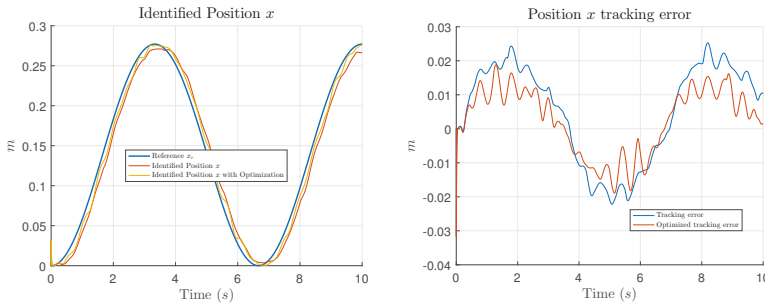 Identified Position x
0.3
0.25
0.2
0.15
0.1
0.05
0
m
Reference xᵣ
Identified Position x
Identified Position x with Optimization
0 2 4 6 8 10
Time (s)
Position x tracking error
0.03
0.02
0.01
0
-0.01
-0.02
-0.03
-0.04
m
Tracking error
Optimized tracking error
0 2 4 6 8 10
Time (s)